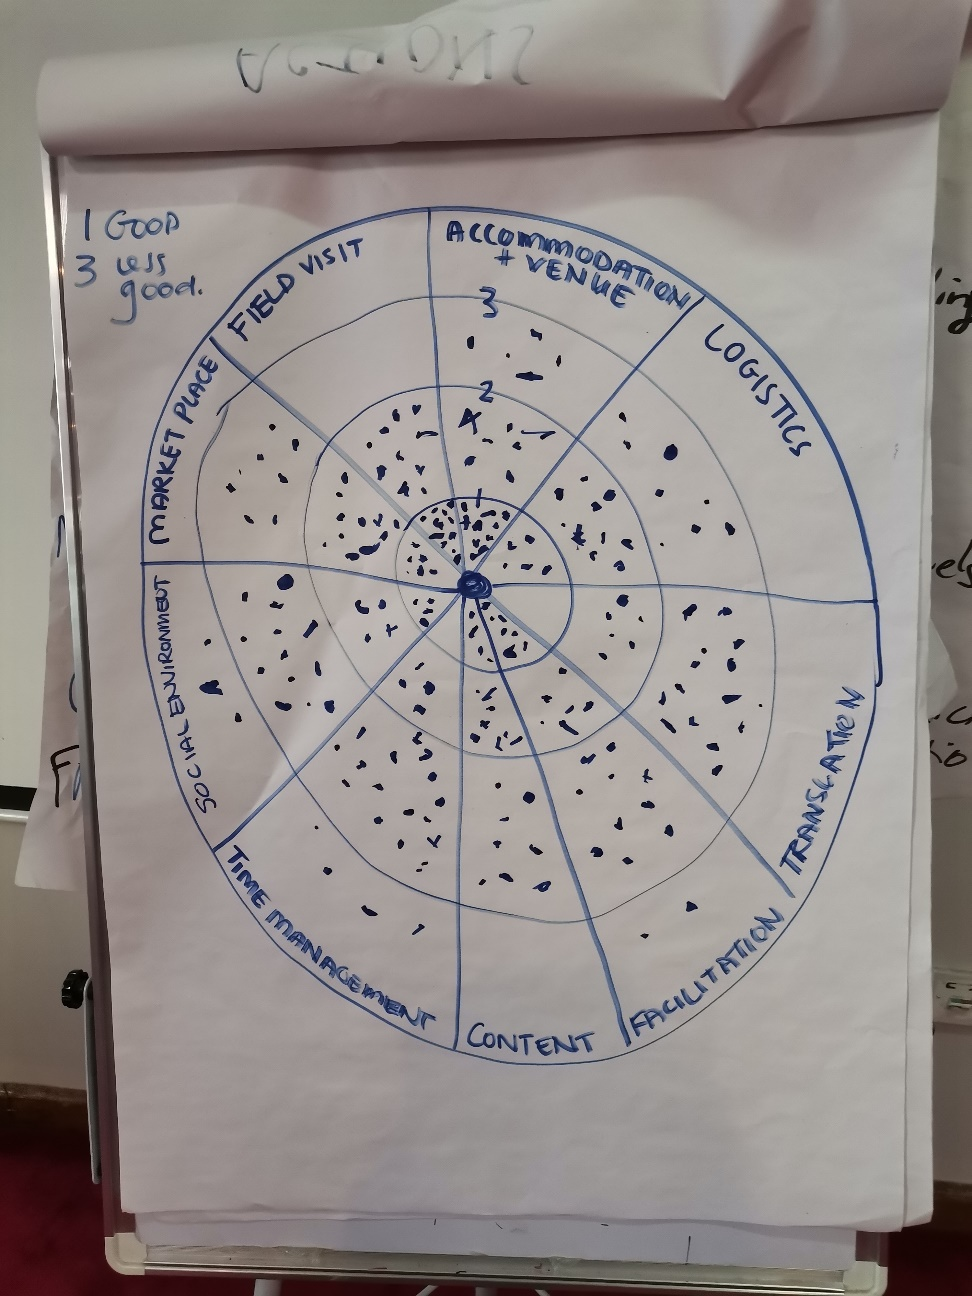 1 GOOD
3 less
good.
FIELD VISIT
ACCOMMODATION
+ VENUE
LOGISTICS
MARKET PLACE
3
2
1
SOCIAL ENVIRONMENT
TRANSLATION
TIME MANAGEMENT
CONTENT
FACILITATION